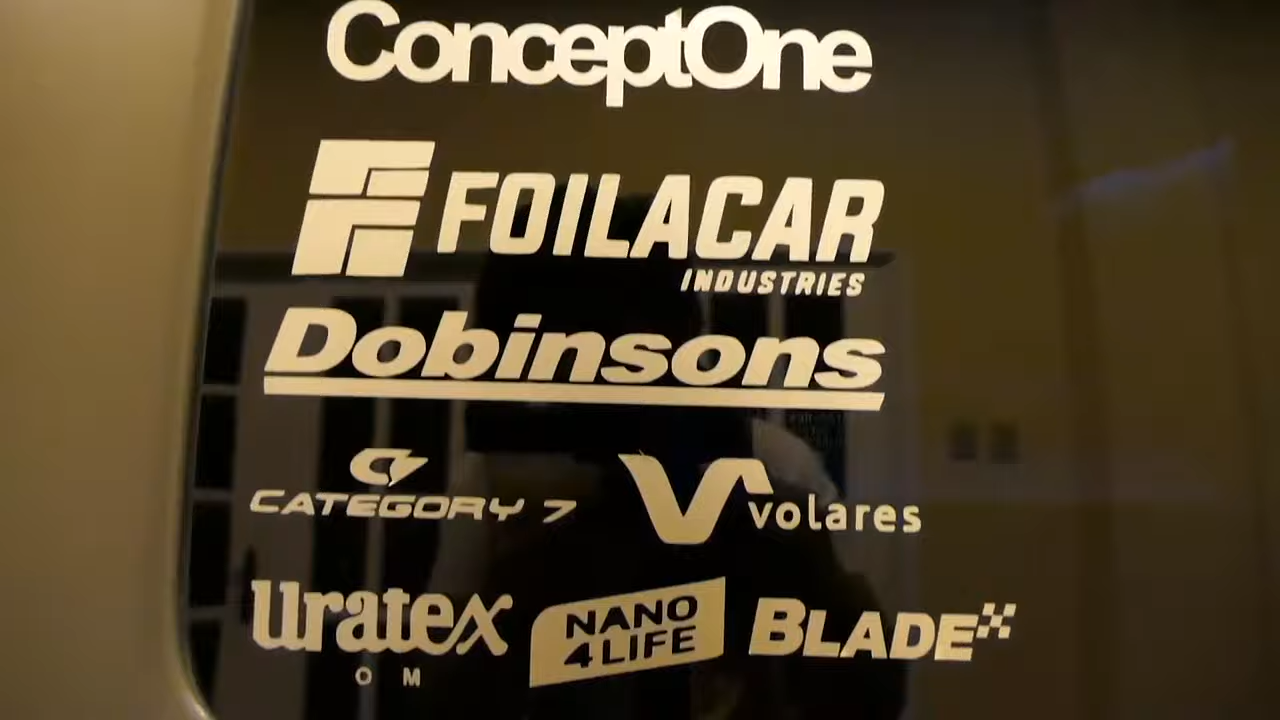 ConceptOne
FOILACAR
INDUSTRIES
Dobinsons
CATEGORY 7
volares
uratex
O M
NANO
4LIFE
BLADE